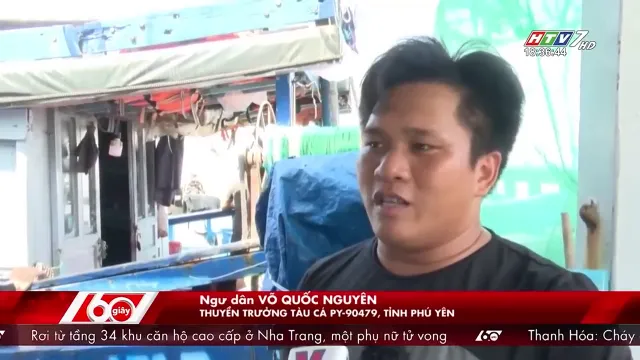 HTV7 HD
18:36:44
60 giây
Ngư dân VÕ QUỐC NGUYÊN
THUYỀN TRƯỞNG TÀU CÁ PY-90479, TỈNH PHÚ YÊN
Rơi từ tầng 34 khu căn hộ cao cấp ở Nha Trang, một phụ nữ tử vong
60
Thanh Hóa: Cháy